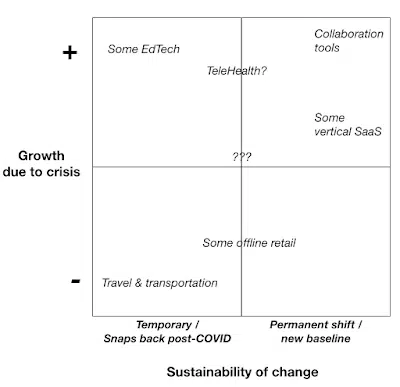 +
Some EdTech
Collaboration
tools
TeleHealth?
Some
vertical SaaS
Growth
due to crisis
???
Some offline retail
-
Travel & transportation
Temporary /
Snaps back post-COVID
Permanent shift /
new baseline
Sustainability of change